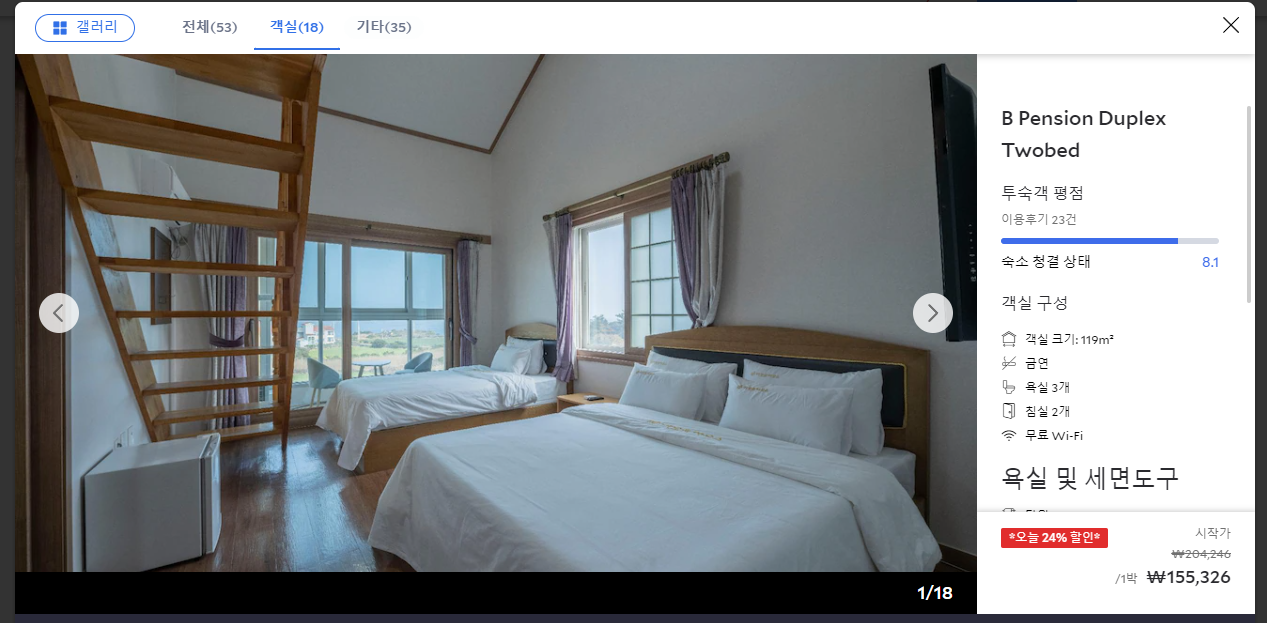 갤러리
전체(53)
객실(18)
기타(35)
B Pension Duplex
Twobed
투숙객 평점
이용후기 23건
숙소 청결 상태 8.1
객실 구성
객실 크기: 119m²
금연
욕실 3개
침실 2개
무료 Wi-Fi
욕실 및 세면도구
*오늘 24% 할인*
시작가
₩204,246
/1박 ₩155,326
1/18